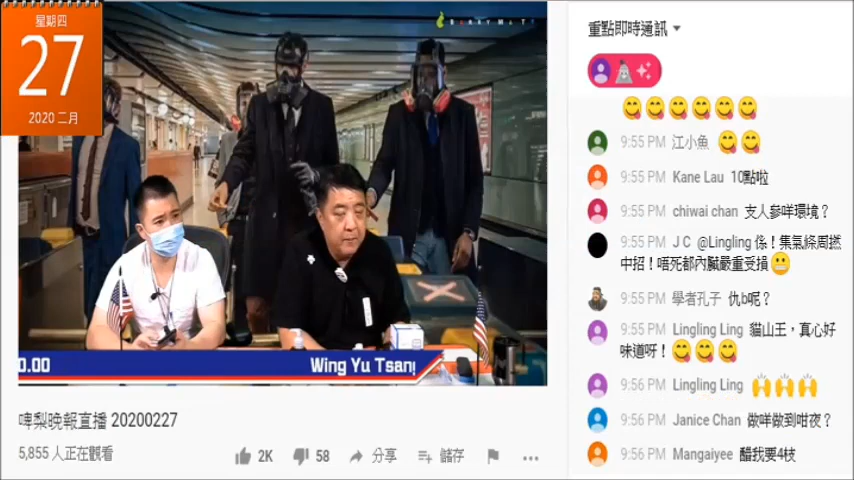 星期四
27
2020 二月
BARRYMA T?
0.00
Wing Yu Tsang
啤梨晚報直播 20200227
5,855 人正在觀看
2K
58
分享
儲存
重點即時通訊
9:55 PM 江小魚 😋😋
9:55 PM Kane Lau 10點啦
9:55 PM chiwai chan 支人參咩環境？
9:55 PM J C @Lingling 係！集氣條周撚
中招！唔死都內臟嚴重受損😬
9:55 PM 學者孔子 仇b呢？
9:55 PM Lingling Ling 貓山王，真心好
味道呀！😋😋😋
9:56 PM Lingling Ling 🙌🙌🙌
9:56 PM Janice Chan 做咩做到咁夜？
9:56 PM Mangaiyee 醋我要4枝